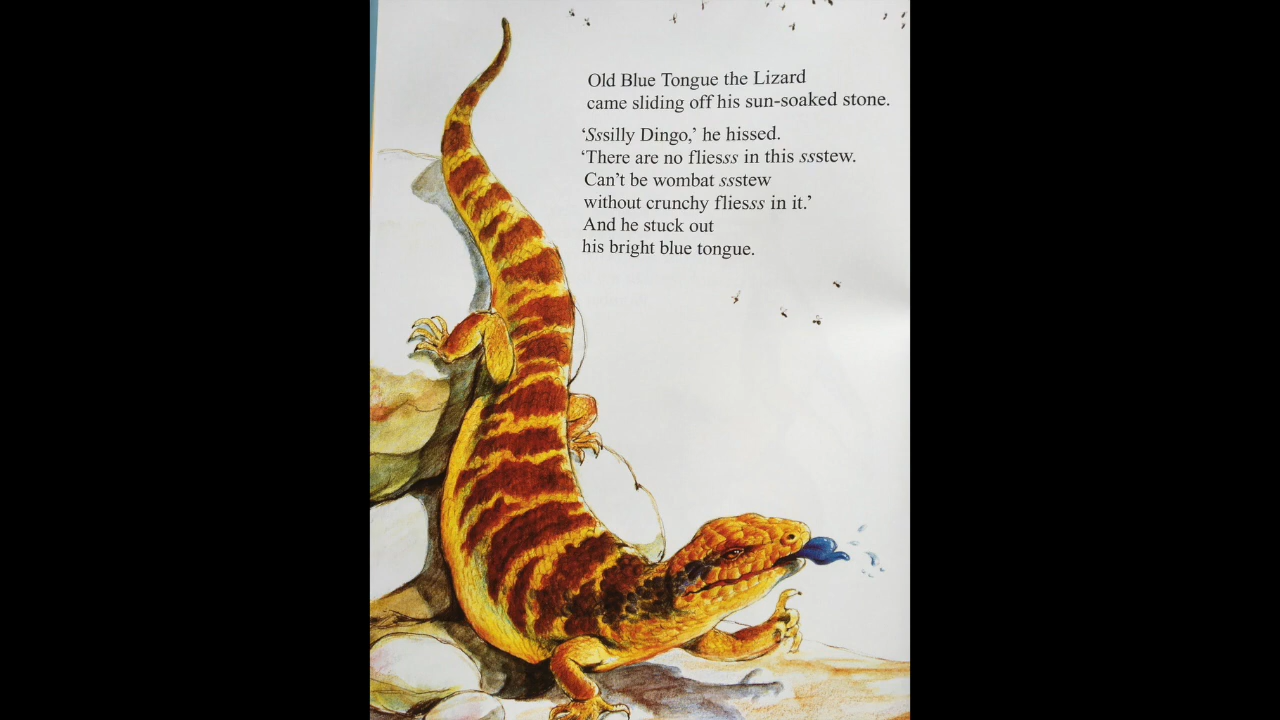 Old Blue Tongue the Lizard
came sliding off his sun-soaked stone.
‘Sssilly Dingo,’ he hissed.
‘There are no fliesss in this ssstew.
Can’t be wombat ssstew
without crunchy fliesss in it.’
And he stuck out
his bright blue tongue.